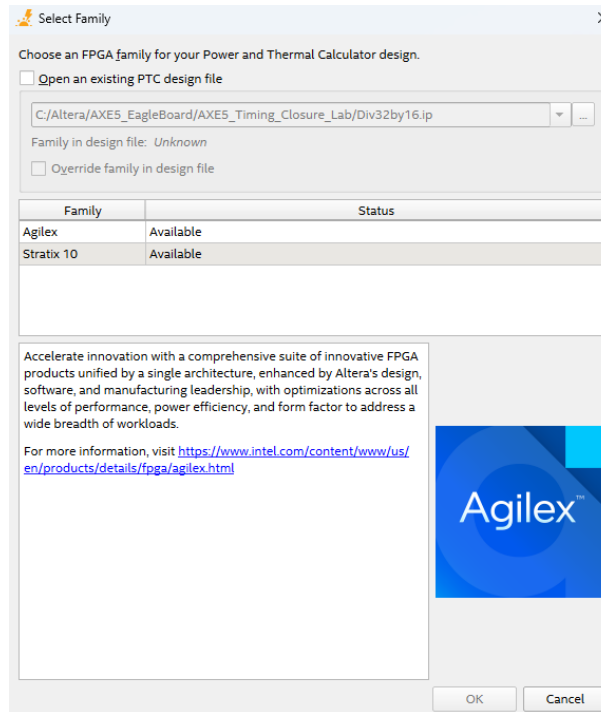 Select Family
Choose an FPGA family for your Power and Thermal Calculator design.
Open an existing PTC design file
C:/Altera/AXE5_EagleBoard/AXE5_Timing_Closure_Lab/Div32by16.ip
...
Family in design file: Unknown
Override family in design file
Family Status
Agilex Available
Stratix 10 Available
Accelerate innovation with a comprehensive suite of innovative FPGA
products unified by a single architecture, enhanced by Altera's design,
software, and manufacturing leadership, with optimizations across all
levels of performance, power efficiency, and form factor to address a
wide breadth of workloads.
For more information, visit https://www.intel.com/content/www/us/
en/products/details/fpga/agilex.html
Agilex™
OK Cancel